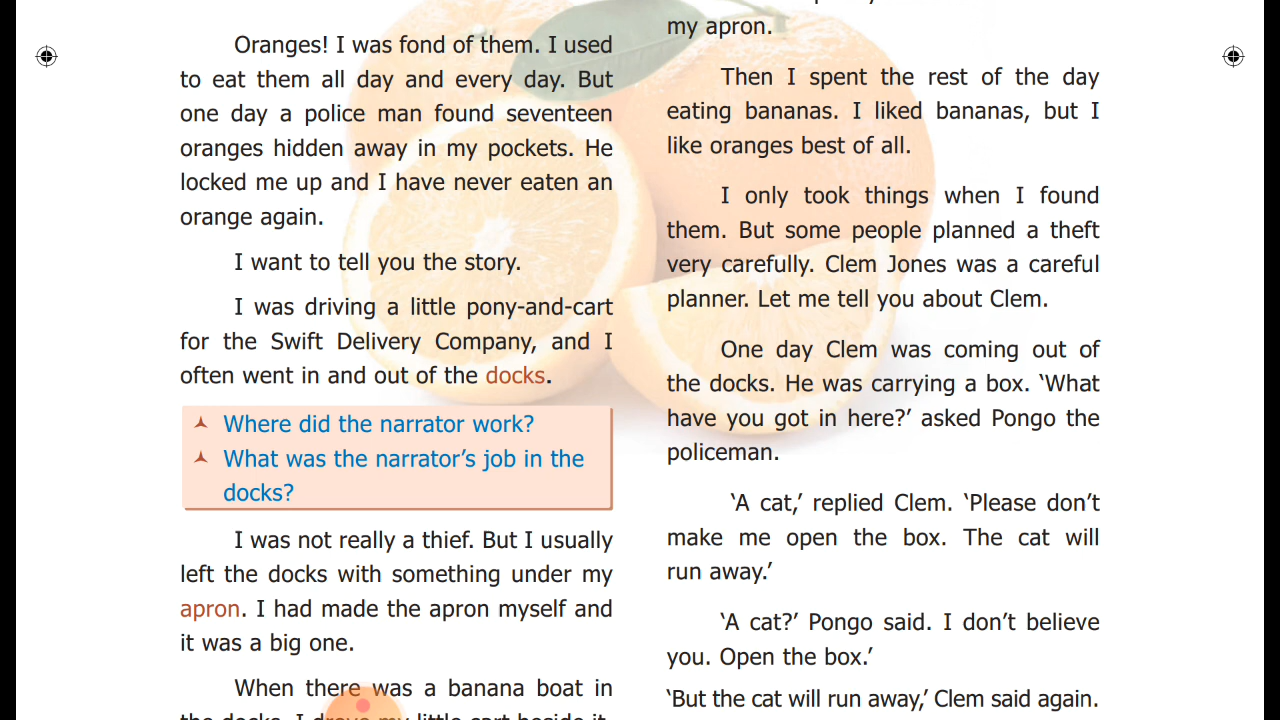 Oranges! I was fond of them. I used
to eat them all day and every day. But
one day a police man found seventeen
oranges hidden away in my pockets. He
locked me up and I have never eaten an
orange again.
I want to tell you the story.
I was driving a little pony-and-cart
for the Swift Delivery Company, and I
often went in and out of the docks.
Where did the narrator work?
What was the narrator's job in the
docks?
I was not really a thief. But I usually
left the docks with something under my
apron. I had made the apron myself and
it was a big one.
When there was a banana boat in
the docks, I drove my little cart beside it.
my apron.
Then I spent the rest of the day
eating bananas. I liked bananas, but I
like oranges best of all.
I only took things when I found
them. But some people planned a theft
very carefully. Clem Jones was a careful
planner. Let me tell you about Clem.
One day Clem was coming out of
the docks. He was carrying a box. ‘What
have you got in here?’ asked Pongo the
policeman.
‘A cat,’ replied Clem. ‘Please don’t
make me open the box. The cat will
run away.’
‘A cat?’ Pongo said. I don’t believe
you. Open the box.’
‘But the cat will run away,’ Clem said again.